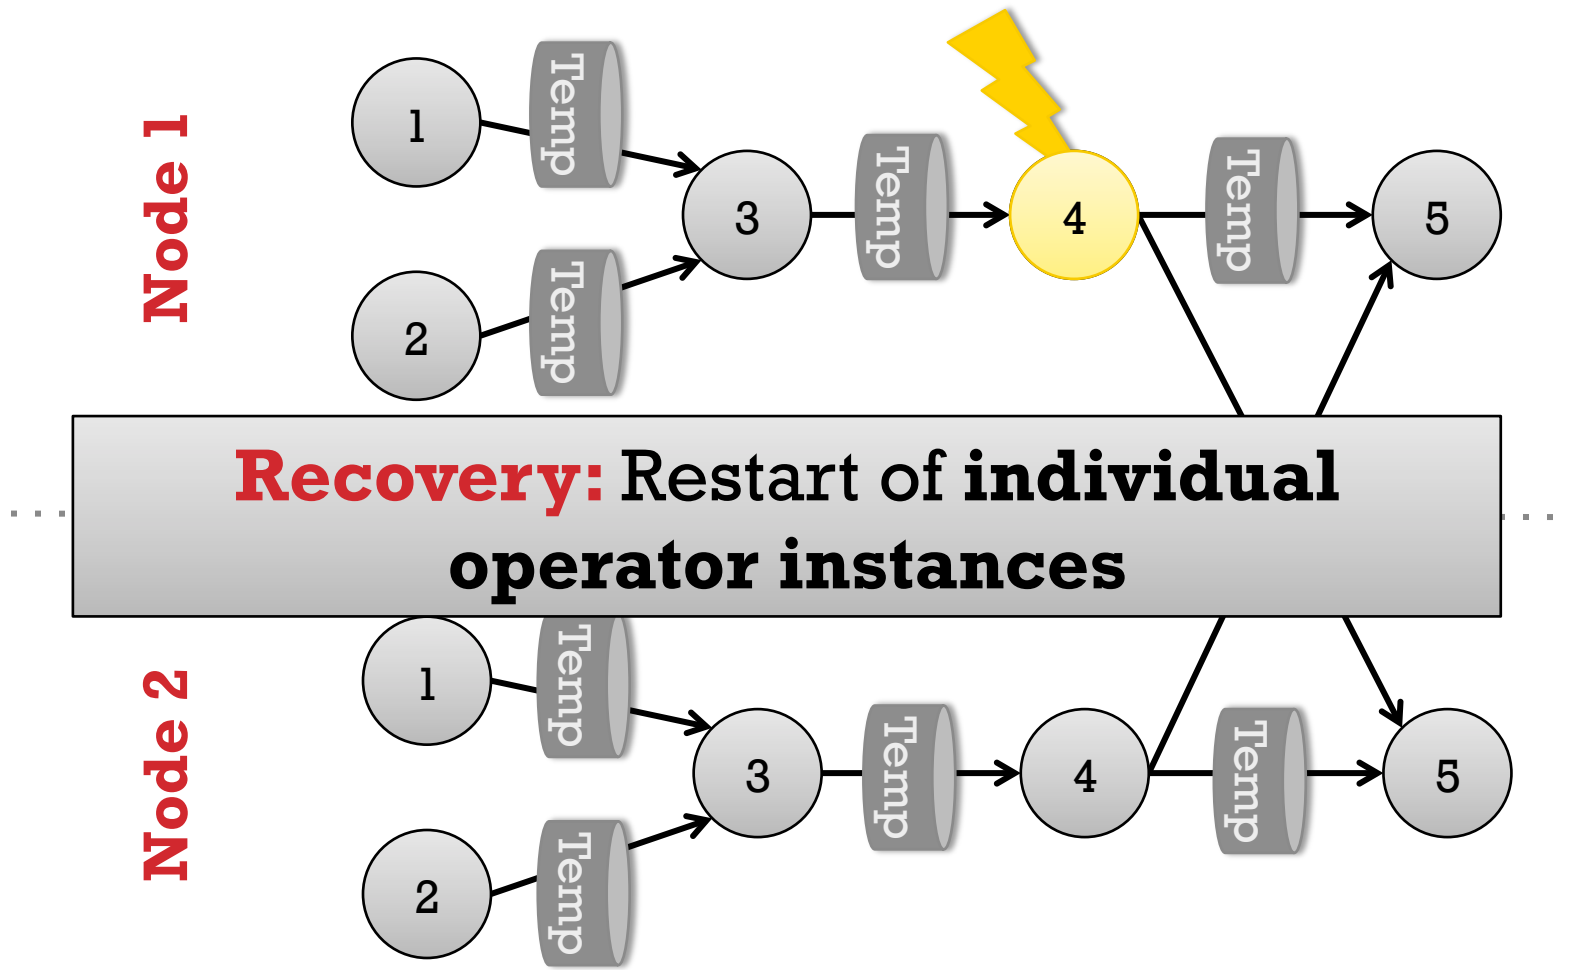 Node 1
1
Temp
2
Temp
3
Temp
4
Temp
5
Recovery: Restart of individual
operator instances
Node 2
1
Temp
2
Temp
3
Temp
4
Temp
5